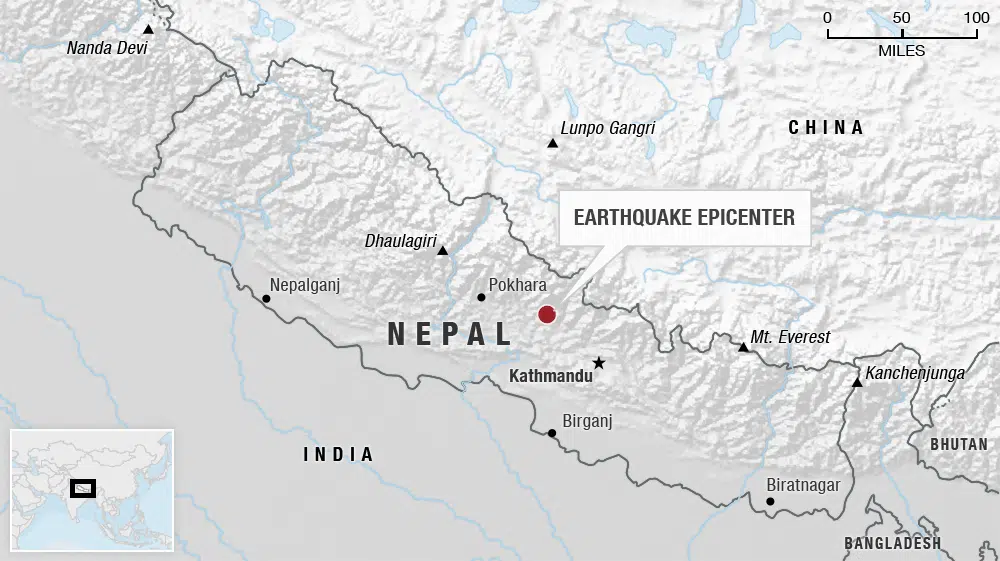 0 50 100
MILES
Nanda Devi
Lunpo Gangri
CHINA
EARTHQUAKE EPICENTER
Dhaulagiri
Nepalganj
Pokhara
NEPAL
Mt. Everest
Kathmandu
Kanchenjunga
Birganj
BHUTAN
INDIA
Biratnagar
BANGLADESH